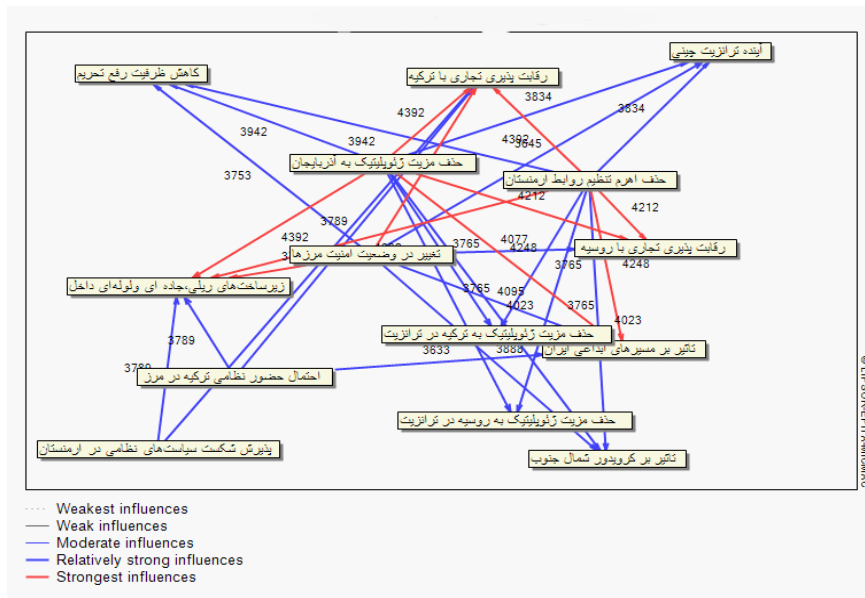 آینده ترانزیت چینی
کاهش ظرفیت رفع تحریم
رقابت پذیری تجاری با ترکیه
3834
4392
3834
3942
3942
4392
3645
حذف مزیت ژئوپلیتیک به آذربایجان
3753
حذف اهرم تنظیم روابط ارمنستان
4212
4212
3789
4392
3765
4077
4248
رقابت پذیری تجاری با روسیه
تغییر در وضعیت امنیت مرزها
3765
4248
زیرساخت‌های ریلی،جاده ای ولوله‌ای داخل
3765
4095
4023
3765
4023
حذف مزیت ژئوپلیتیک به ترکیه در ترانزیت
3789
3633
3888
تاثیر بر مسیرهای ابداعی ایران
3789
احتمال حضور نظامی ترکیه در مرز
حذف مزیت ژئوپلیتیک به روسیه در ترانزیت
پذیرش شکست سیاست‌های نظامی در ارمنستان
تاثیر بر کرویدور شمال جنوب
Weakest influences
Weak influences
Moderate influences
Relatively strong influences
Strongest influences